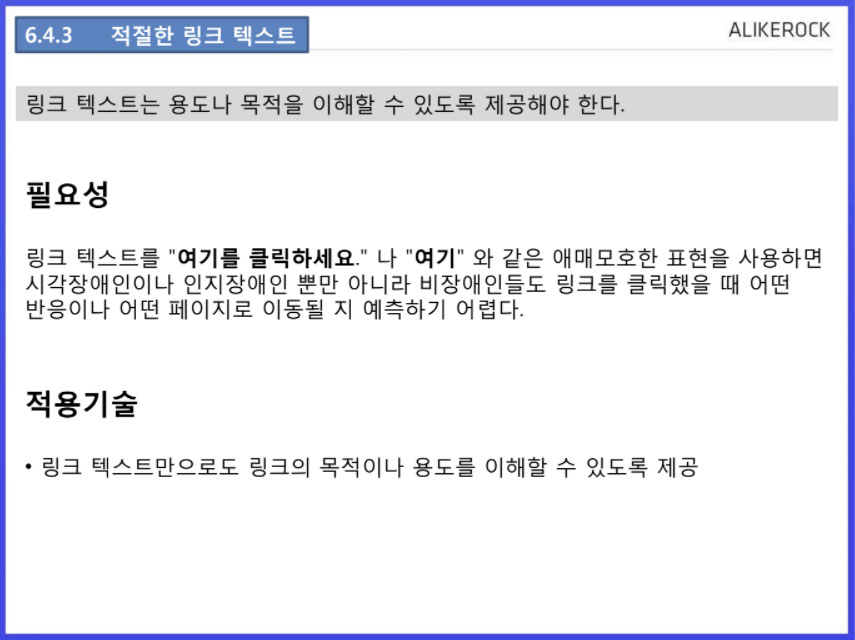 6.4.3 적절한 링크 텍스트
ALIKEROCK
링크 텍스트는 용도나 목적을 이해할 수 있도록 제공해야 한다.
필요성
링크 텍스트를 "여기를 클릭하세요." 나 "여기" 와 같은 애매모호한 표현을 사용하면
시각장애인이나 인지장애인 뿐만 아니라 비장애인들도 링크를 클릭했을 때 어떤
반응이나 어떤 페이지로 이동될 지 예측하기 어렵다.
적용기술
• 링크 텍스트만으로도 링크의 목적이나 용도를 이해할 수 있도록 제공